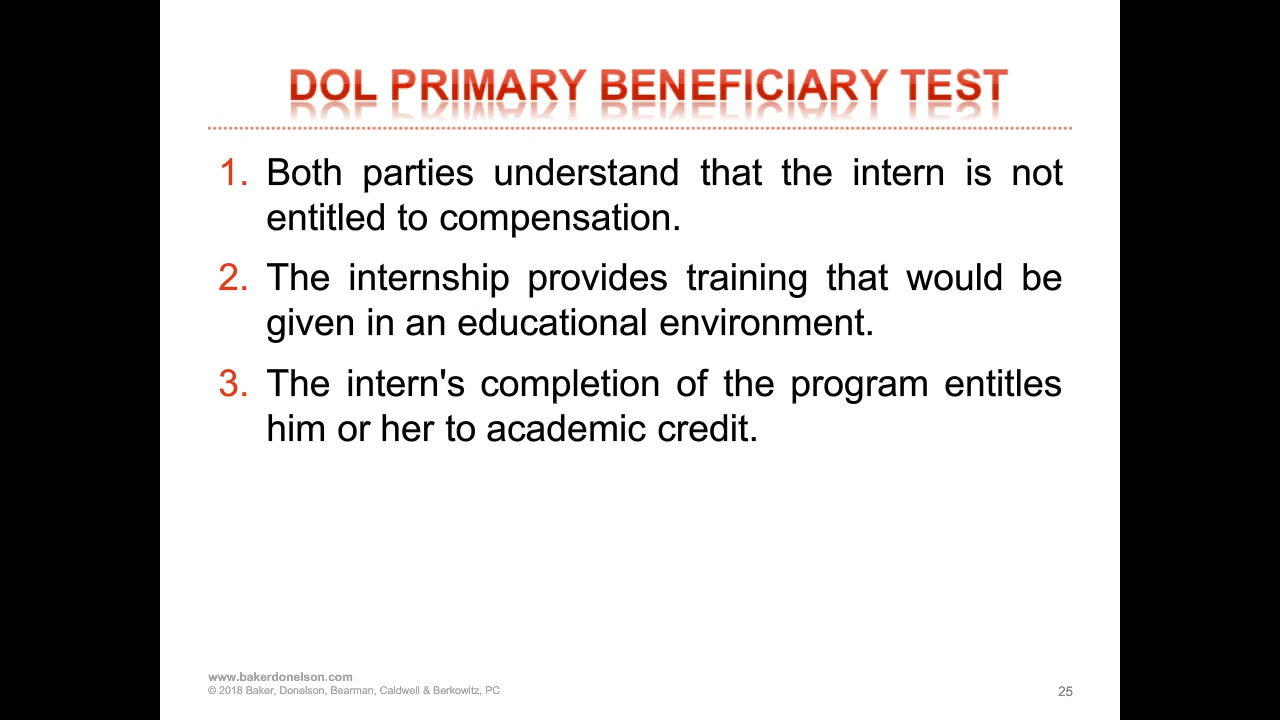 DOL PRIMARY BENEFICIARY TEST
1. Both parties understand that the intern is not
entitled to compensation.
2. The internship provides training that would be
given in an educational environment.
3. The intern's completion of the program entitles
him or her to academic credit.
www.bakerdonelson.com
© 2018 Baker, Donelson, Bearman, Caldwell & Berkowitz, PC
25